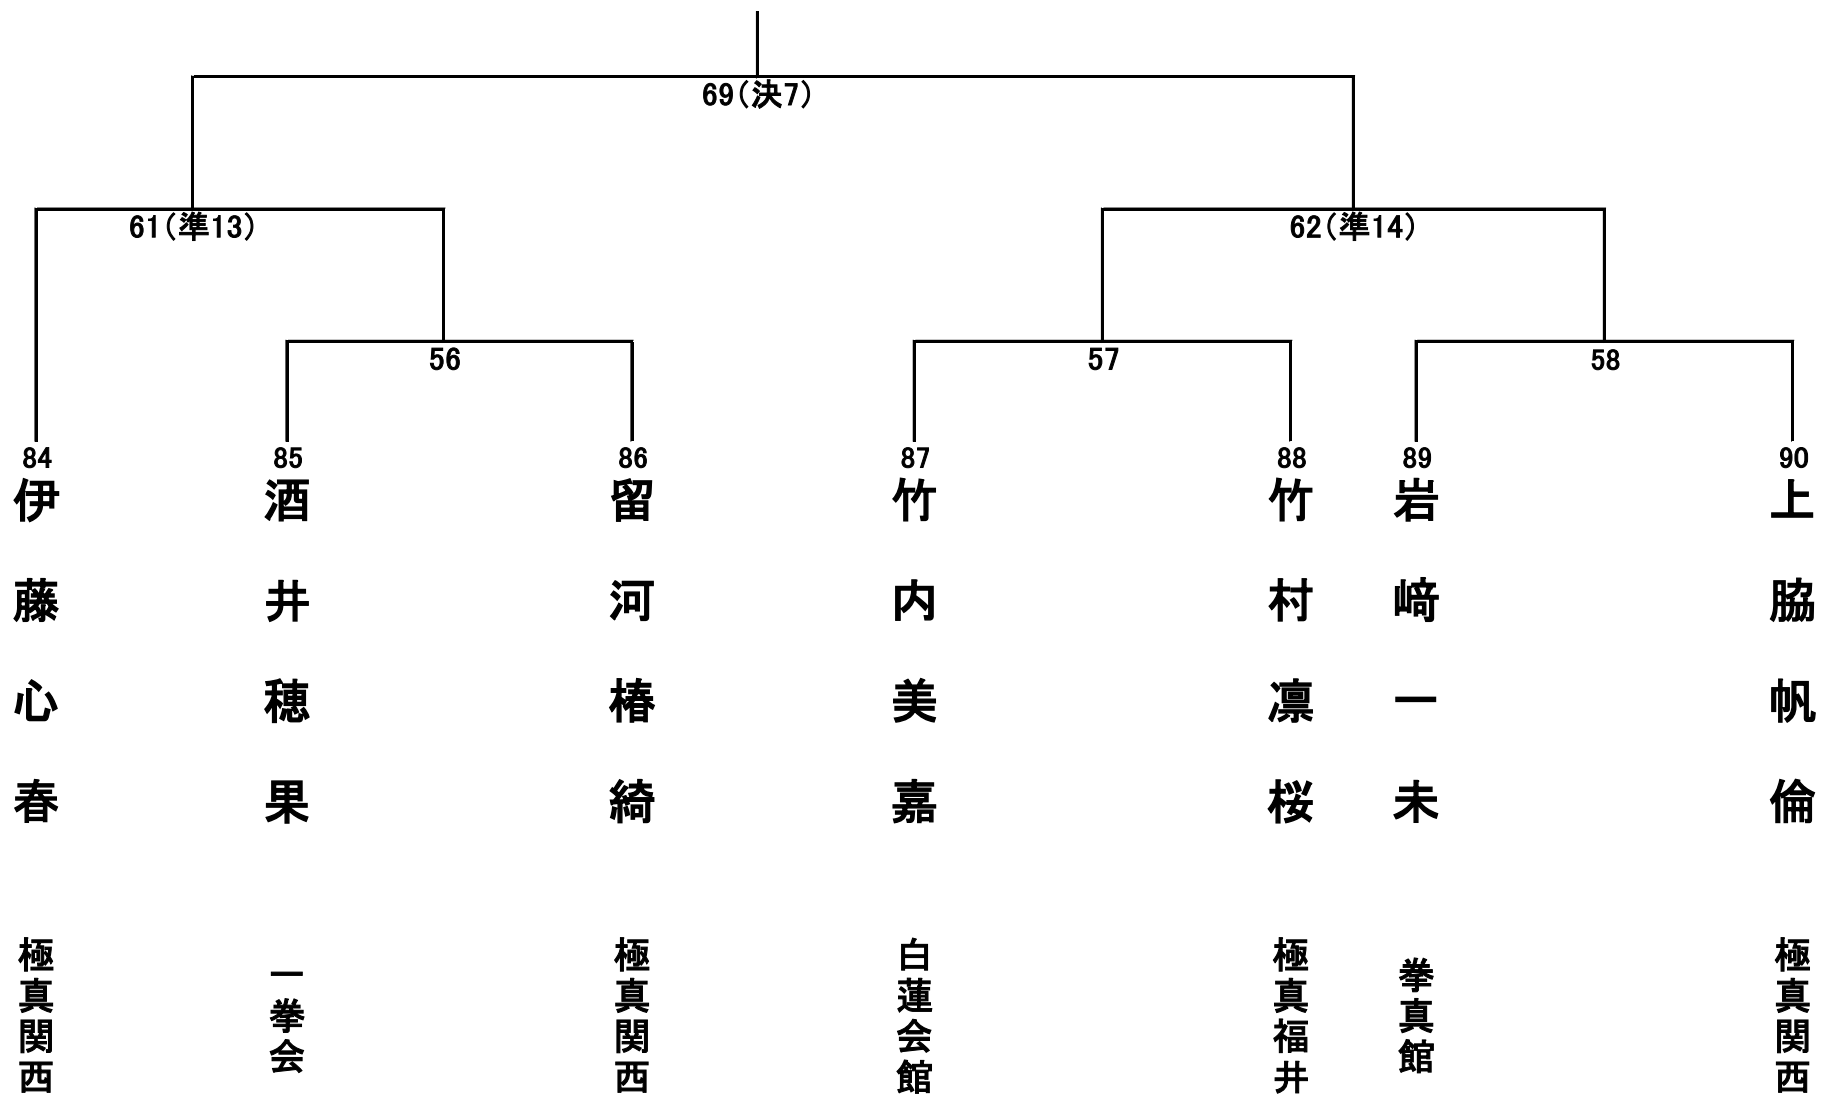 69(決7)
61(準13)
62(準14)
56
57
58
84
伊藤心春
極真関西
85
酒井穂果
一拳会
86
留河椿綺
極真関西
87
竹内美嘉
白蓮会館
88
竹村凛桜
極真福井
89
岩﨑一未
拳真館
90
上脇帆倫
極真関西